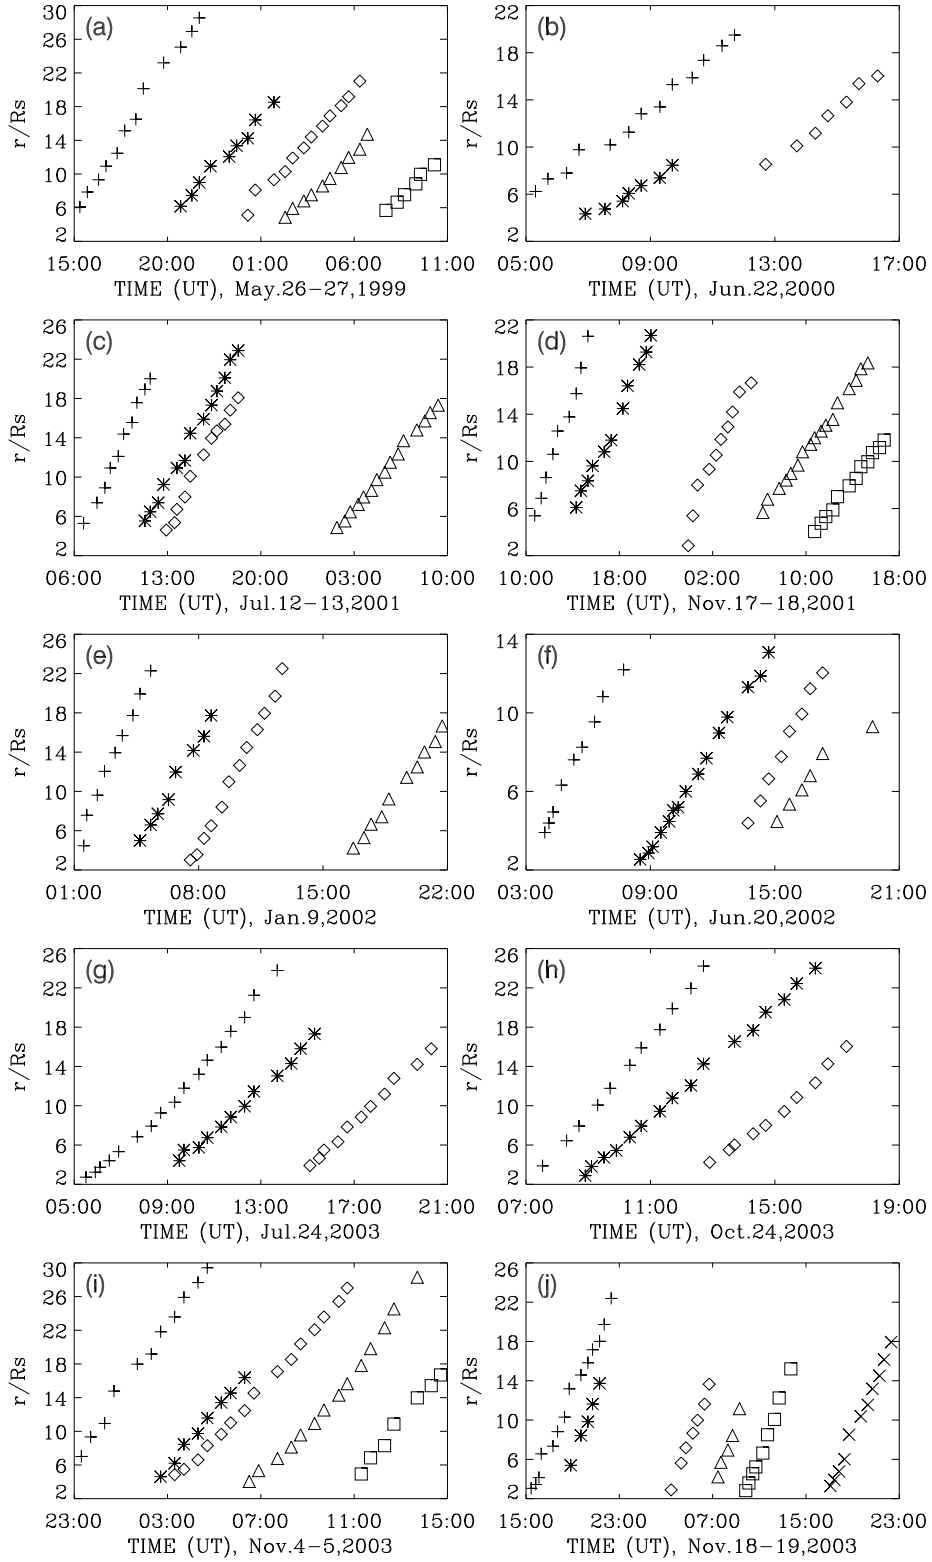 (a)
r/Rs
30
26
22
18
14
10
6
2
15:00 20:00 01:00 06:00 11:00
TIME (UT), May.26-27,1999
(b)
r/Rs
22
18
14
10
6
2
05:00 09:00 13:00 17:00
TIME (UT), Jun.22,2000
(c)
r/Rs
26
22
18
14
10
6
2
06:00 13:00 20:00 03:00 10:00
TIME (UT), Jul.12-13,2001
(d)
r/Rs
22
18
14
10
6
2
10:00 18:00 02:00 10:00 18:00
TIME (UT), Nov.17-18,2001
(e)
r/Rs
26
22
18
14
10
6
2
01:00 08:00 15:00 22:00
TIME (UT), Jan.9,2002
(f)
r/Rs
14
10
6
2
03:00 09:00 15:00 21:00
TIME (UT), Jun.20,2002
(g)
r/Rs
26
22
18
14
10
6
2
05:00 09:00 13:00 17:00 21:00
TIME (UT), Jul.24,2003
(h)
r/Rs
26
22
18
14
10
6
2
07:00 11:00 15:00 19:00
TIME (UT), Oct.24,2003
(i)
r/Rs
30
26
22
18
14
10
6
2
23:00 03:00 07:00 11:00 15:00
TIME (UT), Nov.4-5,2003
(j)
r/Rs
26
22
18
14
10
6
2
15:00 23:00 07:00 15:00 23:00
TIME (UT), Nov.18-19,2003